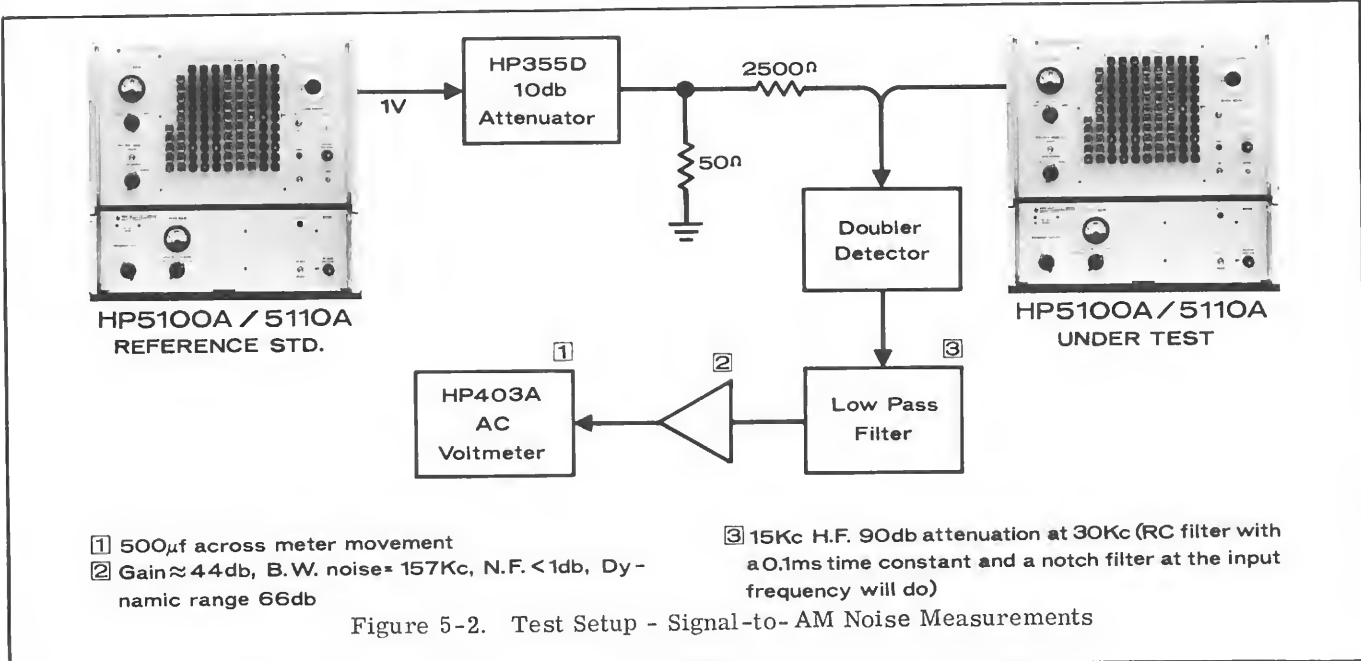 HP355D
10db
Attenuator
1V
2500Ω
50Ω
Doubler
Detector
HP5100A / 5110A
REFERENCE STD.
HP5100A / 5110A
UNDER TEST
1
2
3
HP403A
AC
Voltmeter
Low Pass
Filter
1 500µf across meter movement
2 Gain≈44db, B.W. noise= 157Kc, N.F.<1db, Dy-
namic range 66db
3 15Kc H.F. 90db attenuation at 30Kc (RC filter with
a 0.1ms time constant and a notch filter at the input
frequency will do)
Figure 5-2. Test Setup - Signal-to- AM Noise Measurements